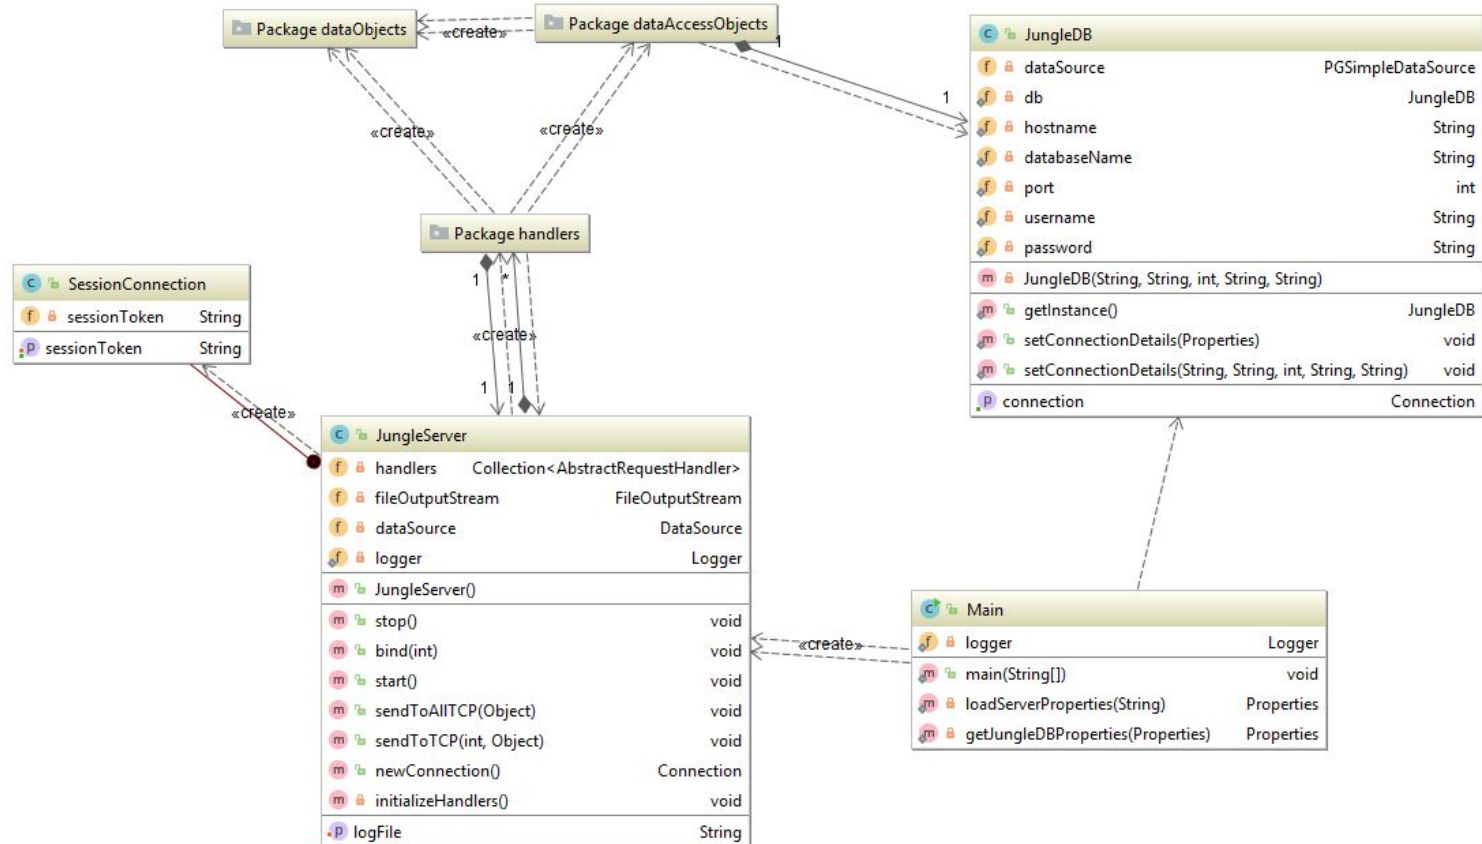 Package dataObjects
«create»
Package dataAccessObjects
1
1
«create»
«create»
Package handlers
1
*
«create»
1
1
JungleDB
dataSource PGSimpleDataSource
db JungleDB
hostname String
databaseName String
port int
username String
password String
JungleDB(String, String, int, String, String)
getInstance() JungleDB
setConnectionDetails(Properties) void
setConnectionDetails(String, String, int, String, String) void
connection Connection
SessionConnection
sessionToken String
sessionToken String
«create»
JungleServer
handlers Collection<AbstractRequestHandler>
fileOutputStream FileOutputStream
dataSource DataSource
logger Logger
JungleServer()
stop() void
bind(int) void
start() void
sendToAllTCP(Object) void
sendToTCP(int, Object) void
newConnection() Connection
initializeHandlers() void
logFile String
«create»
Main
logger Logger
main(String[]) void
loadServerProperties(String) Properties
getJungleDBProperties(Properties) Properties